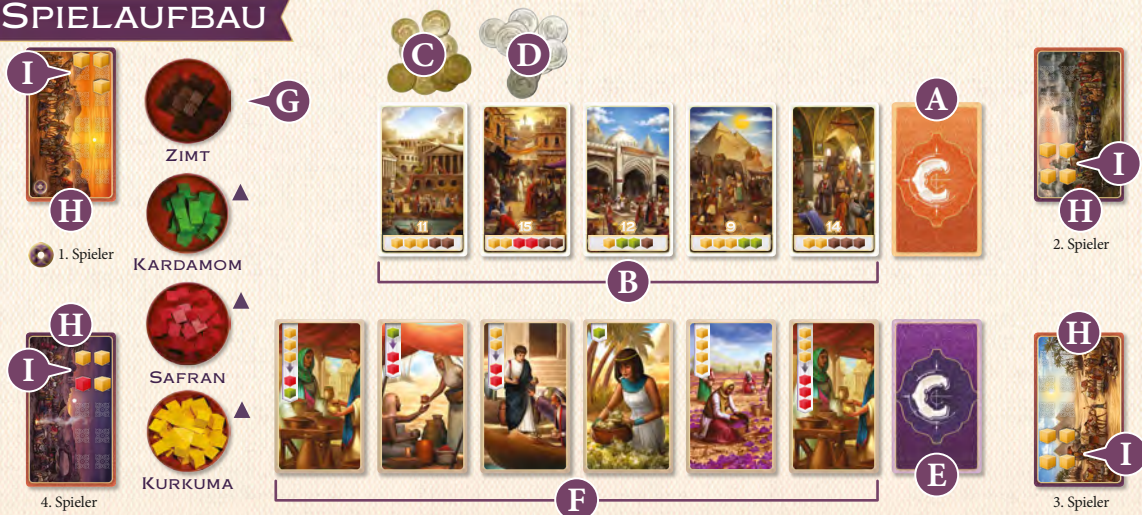 SPIELAUFBAU
C
D
I
G
A
ZIMT
I
H
H
1. Spieler
2. Spieler
KARDAMOM
11
15
12
9
14
C
B
H
H
I
SAFRAN
C
I
KURKUMA
E
4. Spieler
F
3. Spieler